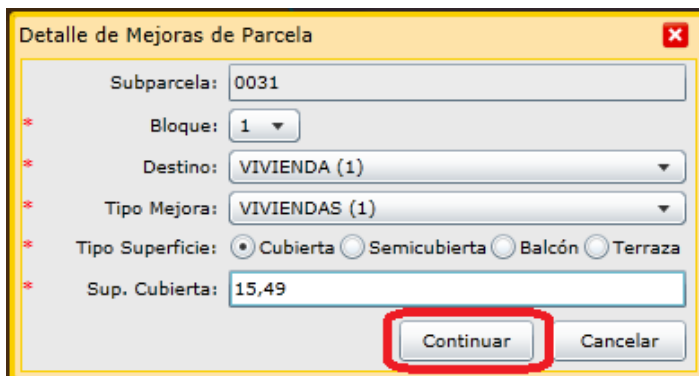 Detalle de Mejoras de Parcela
Subparcela: 0031
* Bloque: 1
* Destino: VIVIENDA (1)
* Tipo Mejora: VIVIENDAS (1)
* Tipo Superficie: Cubierta Semicubierta Balcón Terraza
* Sup. Cubierta: 15,49
Continuar Cancelar